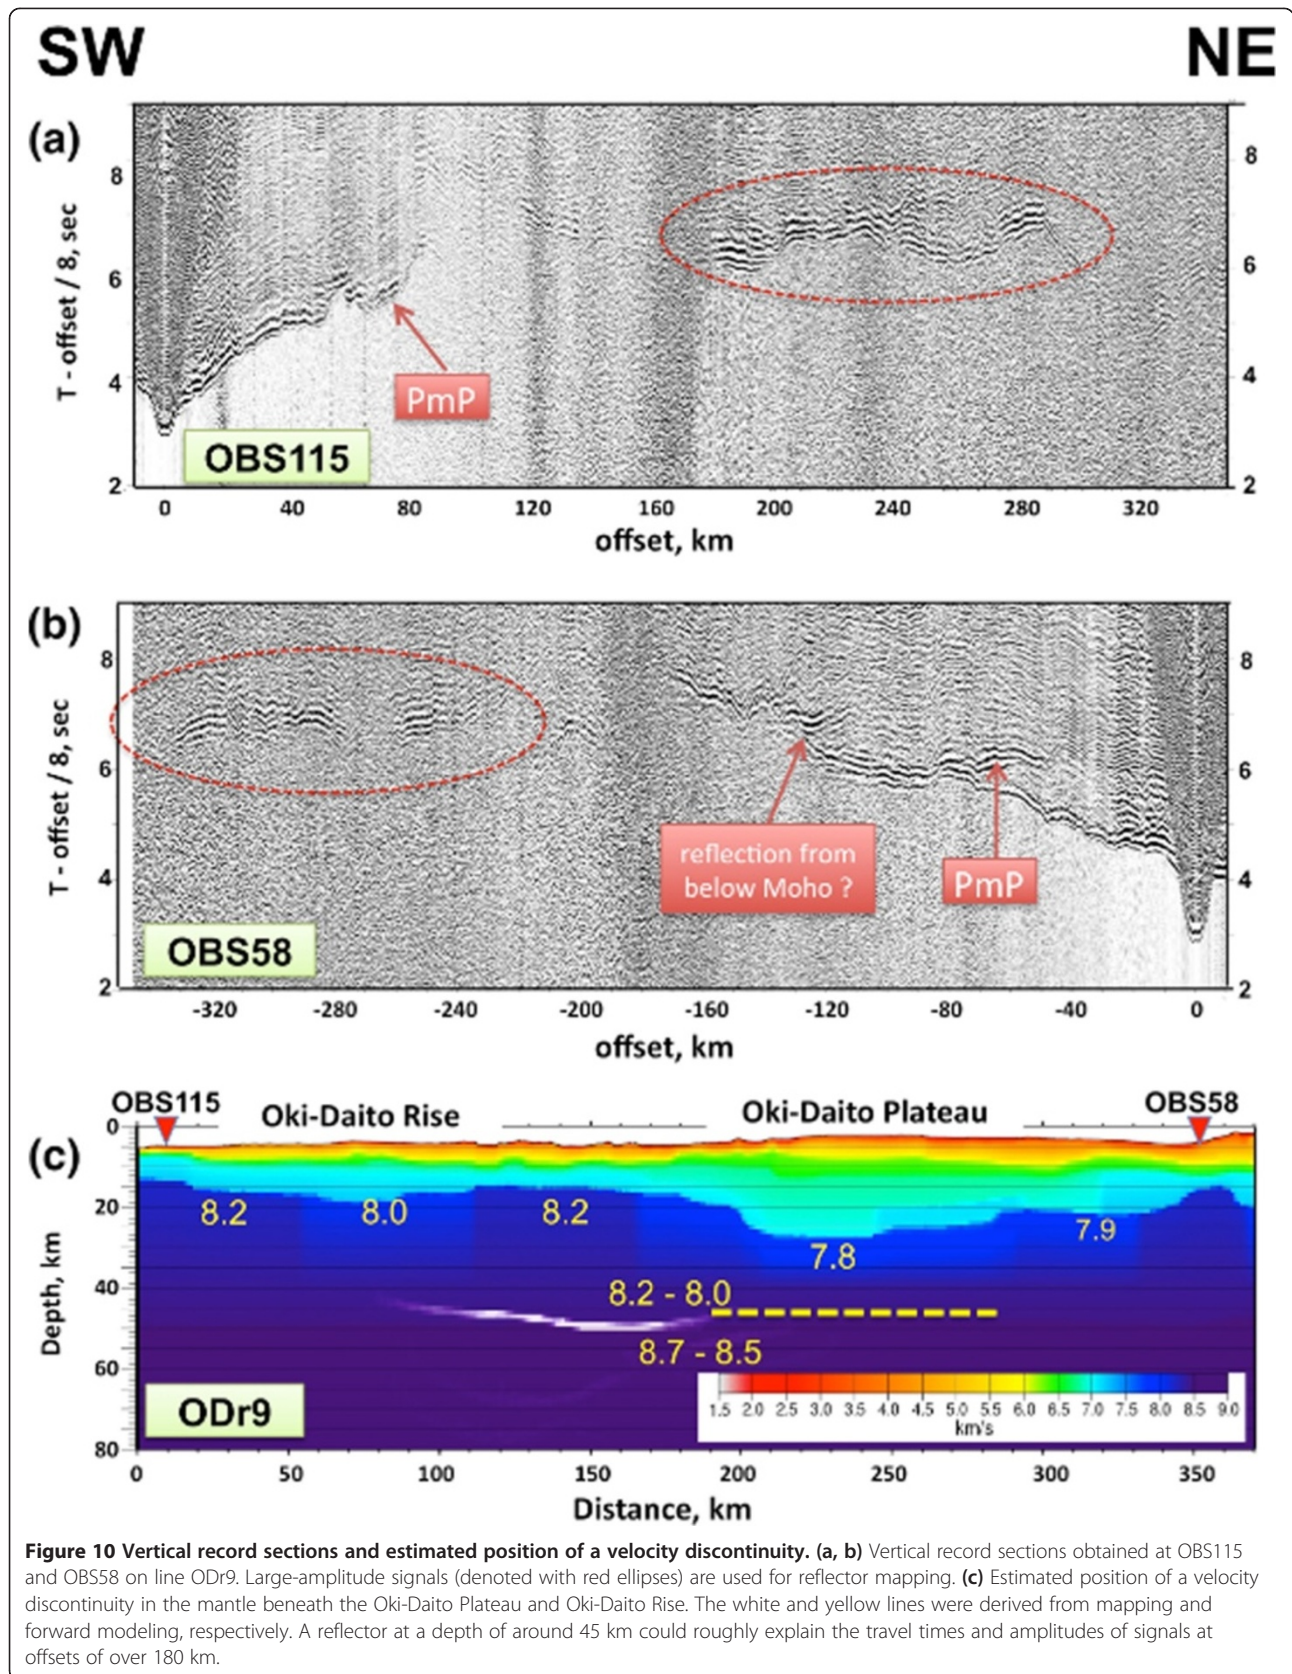 SW
NE
(a)
T - offset / 8, sec
8
6
4
2
8
6
4
2
PmP
OBS115
0 40 80 120 160 200 240 280 320
offset, km
(b)
T - offset / 8, sec
8
6
4
2
8
6
4
2
reflection from
below Moho ?
PmP
OBS58
-320 -280 -240 -200 -160 -120 -80 -40 0
offset, km
OBS115
Oki-Daito Rise
Oki-Daito Plateau
OBS58
(c)
Depth, km
0
20
40
60
80
8.2 8.0 8.2 7.8 7.9
8.2 - 8.0
8.7 - 8.5
1.5 2.0 2.5 3.0 3.5 4.0 4.5 5.0 5.5 6.0 6.5 7.0 7.5 8.0 8.5 9.0
km's
ODr9
0 50 100 150 200 250 300 350
Distance, km
Figure 10 Vertical record sections and estimated position of a velocity discontinuity. (a, b) Vertical record sections obtained at OBS115
and OBS58 on line ODr9. Large-amplitude signals (denoted with red ellipses) are used for reflector mapping. (c) Estimated position of a velocity
discontinuity in the mantle beneath the Oki-Daito Plateau and Oki-Daito Rise. The white and yellow lines were derived from mapping and
forward modeling, respectively. A reflector at a depth of around 45 km could roughly explain the travel times and amplitudes of signals at
offsets of over 180 km.